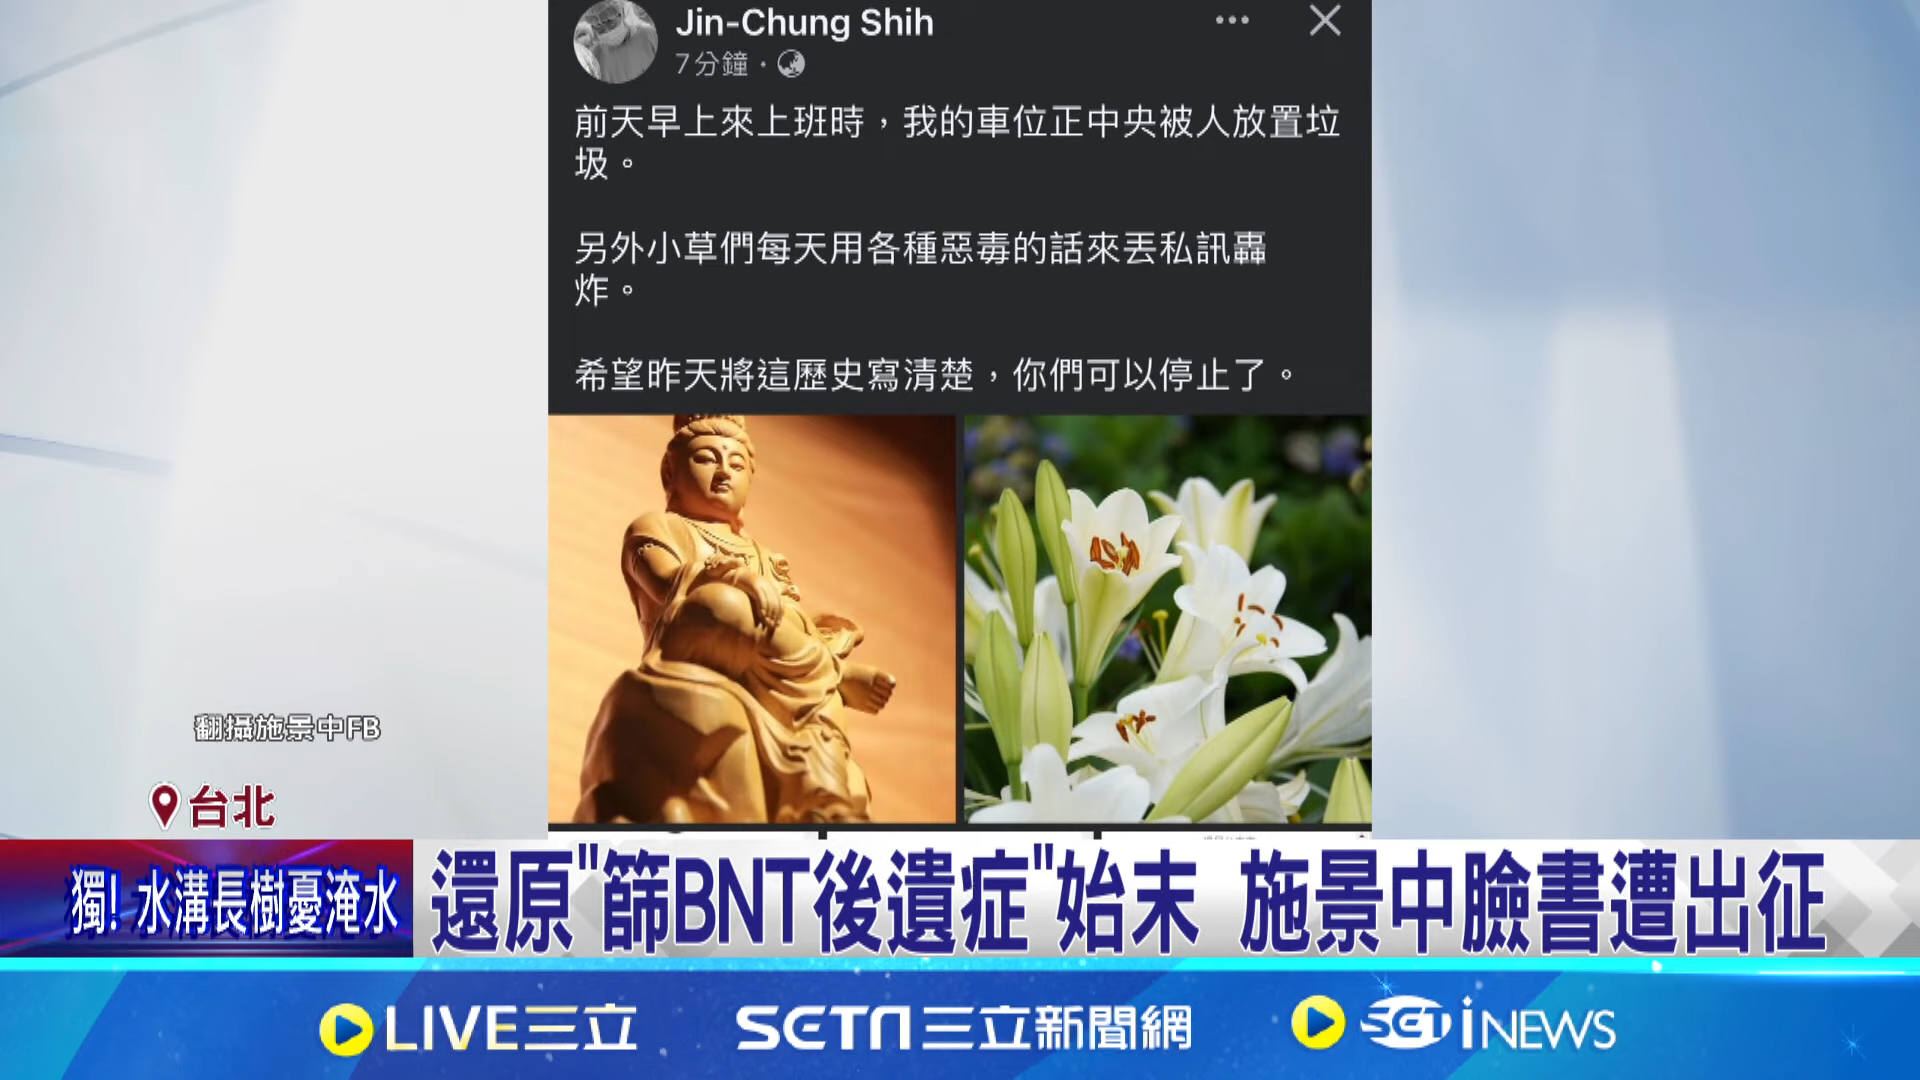 Jin-Chung Shih
7分鐘 ·
前天早上來上班時，我的車位正中央被人放置垃
圾。
另外小草們每天用各種惡毒的話來丟私訊轟
炸。
希望昨天將這歷史寫清楚，你們可以停止了。
翻攝施景中FB
台北
獨! 水溝長樹憂淹水
還原"篩BNT後遺症"始末 施景中臉書遭出征
LIVE三立
SETN三立新聞網
SET iNEWS